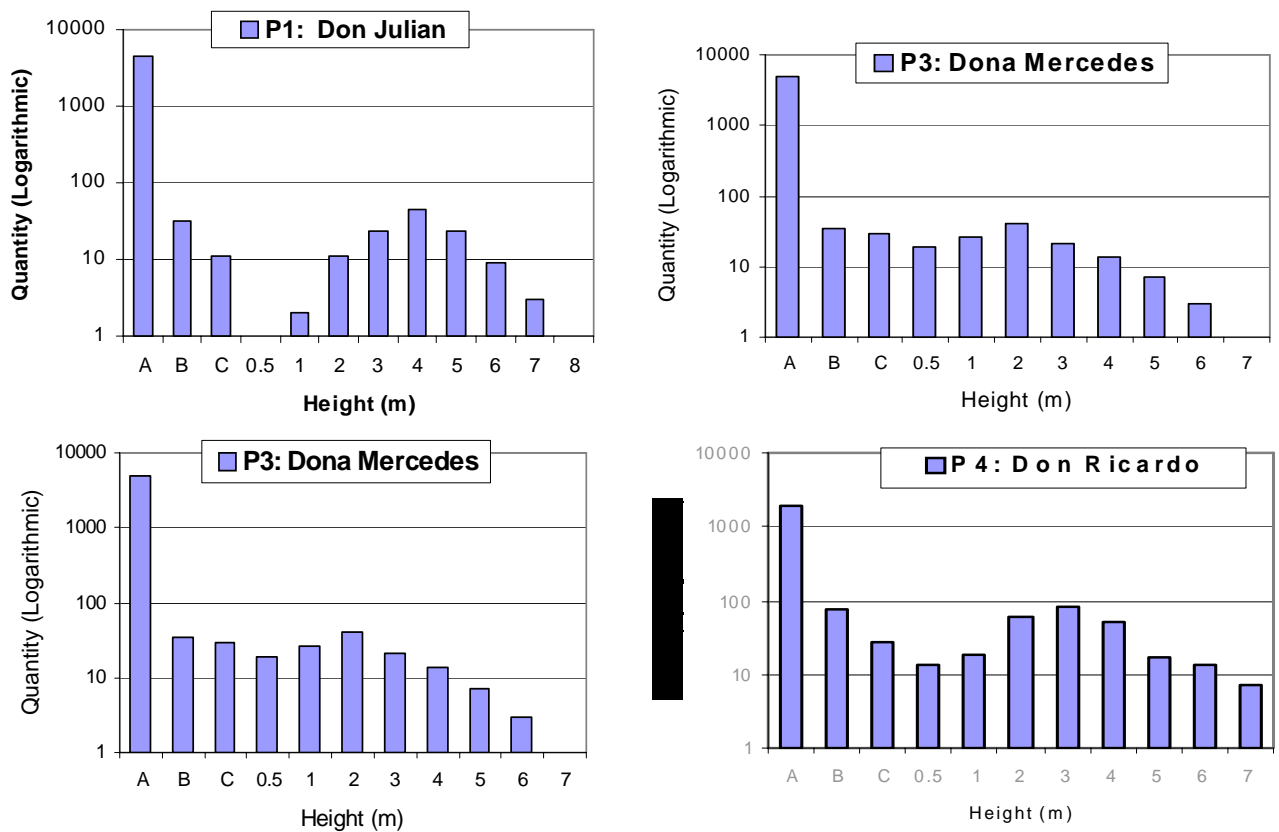 P1: Don Julian
Quantity (Logarithmic)
10000
1000
100
10
1
A B C 0.5 1 2 3 4 5 6 7 8
Height (m)
P3: Dona Mercedes
Quantity (Logarithmic)
10000
1000
100
10
1
A B C 0.5 1 2 3 4 5 6 7
Height (m)
P3: Dona Mercedes
Quantity (Logarithmic)
10000
1000
100
10
1
A B C 0.5 1 2 3 4 5 6 7
Height (m)
P 4: Don Ricardo
10000
1000
100
10
1
A B C 0.5 1 2 3 4 5 6 7
Height (m)